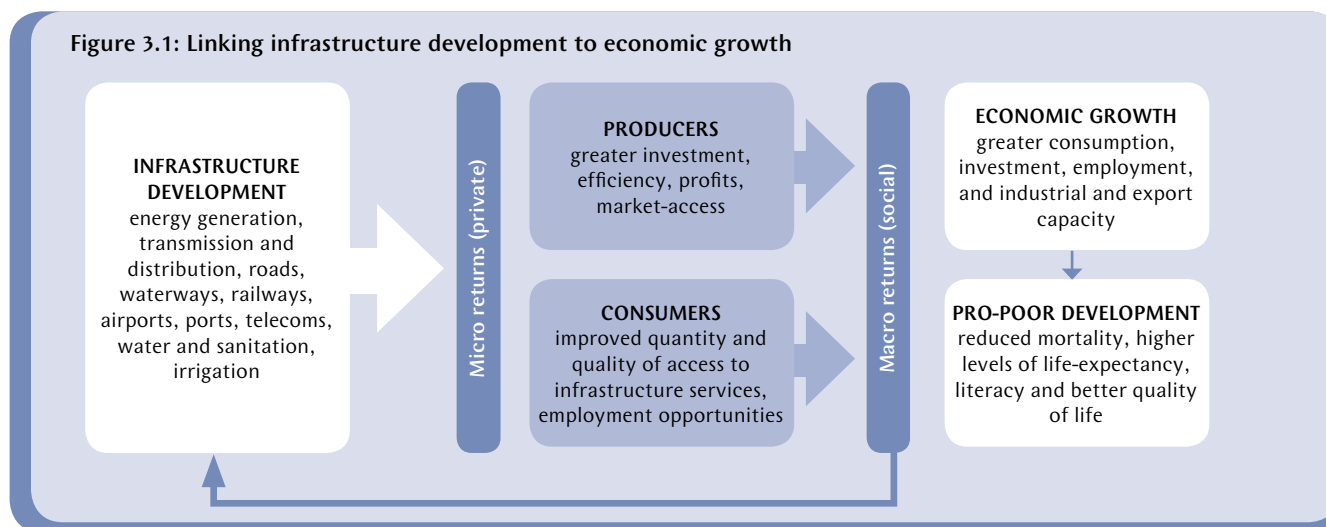 Figure 3.1: Linking infrastructure development to economic growth
INFRASTRUCTURE
DEVELOPMENT
energy generation,
transmission and
distribution, roads,
waterways, railways,
airports, ports, telecoms,
water and sanitation,
irrigation
Micro returns (private)
PRODUCERS
greater investment,
efficiency, profits,
market-access
CONSUMERS
improved quantity and
quality of access to
infrastructure services,
employment opportunities
Macro returns (social)
ECONOMIC GROWTH
greater consumption,
investment, employment,
and industrial and export
capacity
PRO-POOR DEVELOPMENT
reduced mortality, higher
levels of life-expectancy,
literacy and better quality
of life